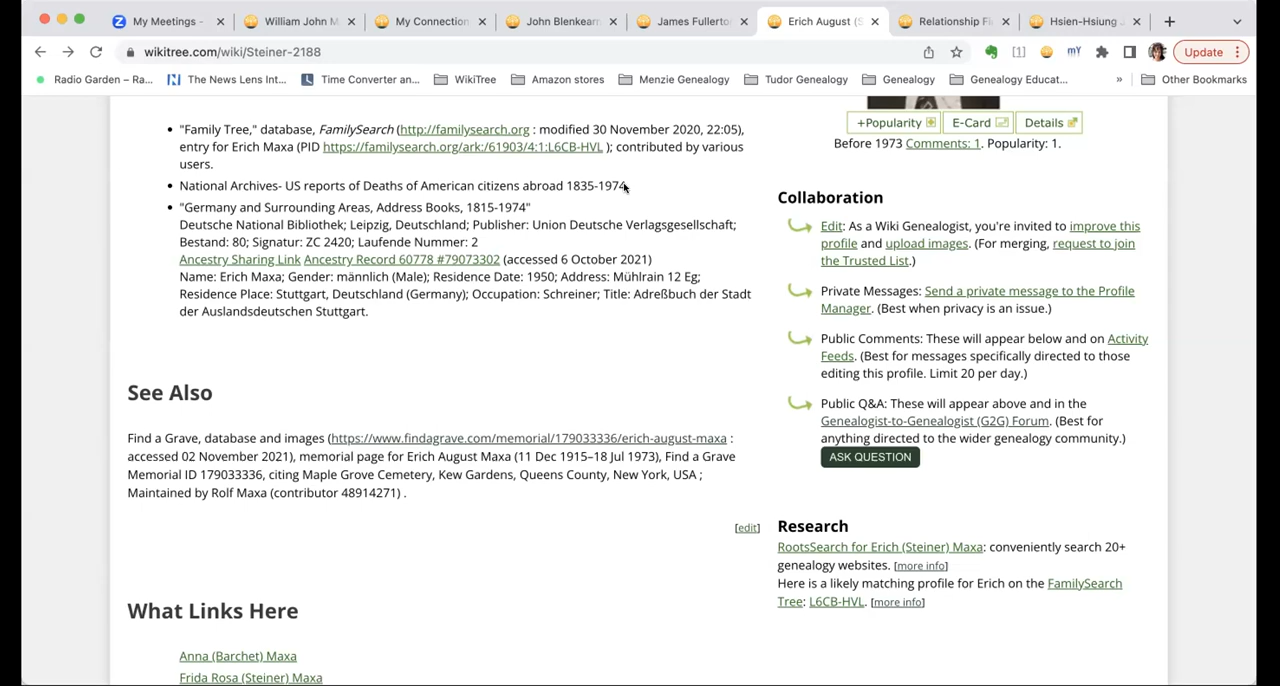 My Meetings -
William John M
My Connection
John Blenkearn
James Fullerto
Erich August (S
Relationship Fi
Hsien-Hsiung J
wikitree.com/wiki/Steiner-2188
Update
Radio Garden – Ra...
The News Lens Int...
Time Converter an...
WikiTree
Amazon stores
Menzie Genealogy
Tudor Genealogy
Genealogy
Genealogy Educat...
»
Other Bookmarks
"Family Tree," database, FamilySearch (http://familysearch.org : modified 30 November 2020, 22:05),
entry for Erich Maxa (PID https://familysearch.org/ark:/61903/4:1:L6CB-HVL ); contributed by various
users.
National Archives- US reports of Deaths of American citizens abroad 1835-1974
"Germany and Surrounding Areas, Address Books, 1815-1974"
Deutsche National Bibliothek; Leipzig, Deutschland; Publisher: Union Deutsche Verlagsgesellschaft;
Bestand: 80; Signatur: ZC 2420; Laufende Nummer: 2
Ancestry Sharing Link Ancestry Record 60778 #79073302 (accessed 6 October 2021)
Name: Erich Maxa; Gender: männlich (Male); Residence Date: 1950; Address: Mühlrain 12 Eg;
Residence Place: Stuttgart, Deutschland (Germany); Occupation: Schreiner; Title: Adreßbuch der Stadt
der Auslandsdeutschen Stuttgart.
See Also
Find a Grave, database and images (https://www.findagrave.com/memorial/179033336/erich-august-maxa :
accessed 02 November 2021), memorial page for Erich August Maxa (11 Dec 1915–18 Jul 1973), Find a Grave
Memorial ID 179033336, citing Maple Grove Cemetery, Kew Gardens, Queens County, New York, USA ;
Maintained by Rolf Maxa (contributor 48914271) .
[edit]
What Links Here
Anna (Barchet) Maxa
Frida Rosa (Steiner) Maxa
+Popularity
E-Card
Details
Before 1973 Comments: 1. Popularity: 1.
Collaboration
Edit: As a Wiki Genealogist, you're invited to improve this
profile and upload images. (For merging, request to join
the Trusted List.)
Private Messages: Send a private message to the Profile
Manager. (Best when privacy is an issue.)
Public Comments: These will appear below and on Activity
Feeds. (Best for messages specifically directed to those
editing this profile. Limit 20 per day.)
Public Q&A: These will appear above and in the
Genealogist-to-Genealogist (G2G) Forum. (Best for
anything directed to the wider genealogy community.)
ASK QUESTION
Research
RootsSearch for Erich (Steiner) Maxa: conveniently search 20+
genealogy websites. [more info]
Here is a likely matching profile for Erich on the FamilySearch
Tree: L6CB-HVL. [more info]